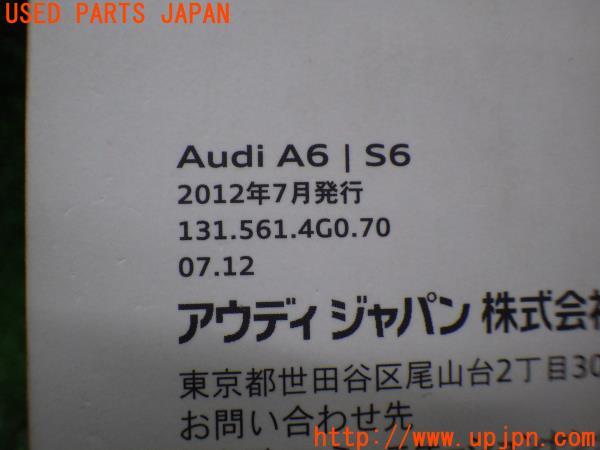 USED PARTS JAPAN
Audi A6 | S6
2012年7月発行
131.561.4G0.70
07.12
アウディ ジャパン 株式会社
東京都世田谷区尾山台2丁目30
お問い合わせ先
http://www.upjpn.com